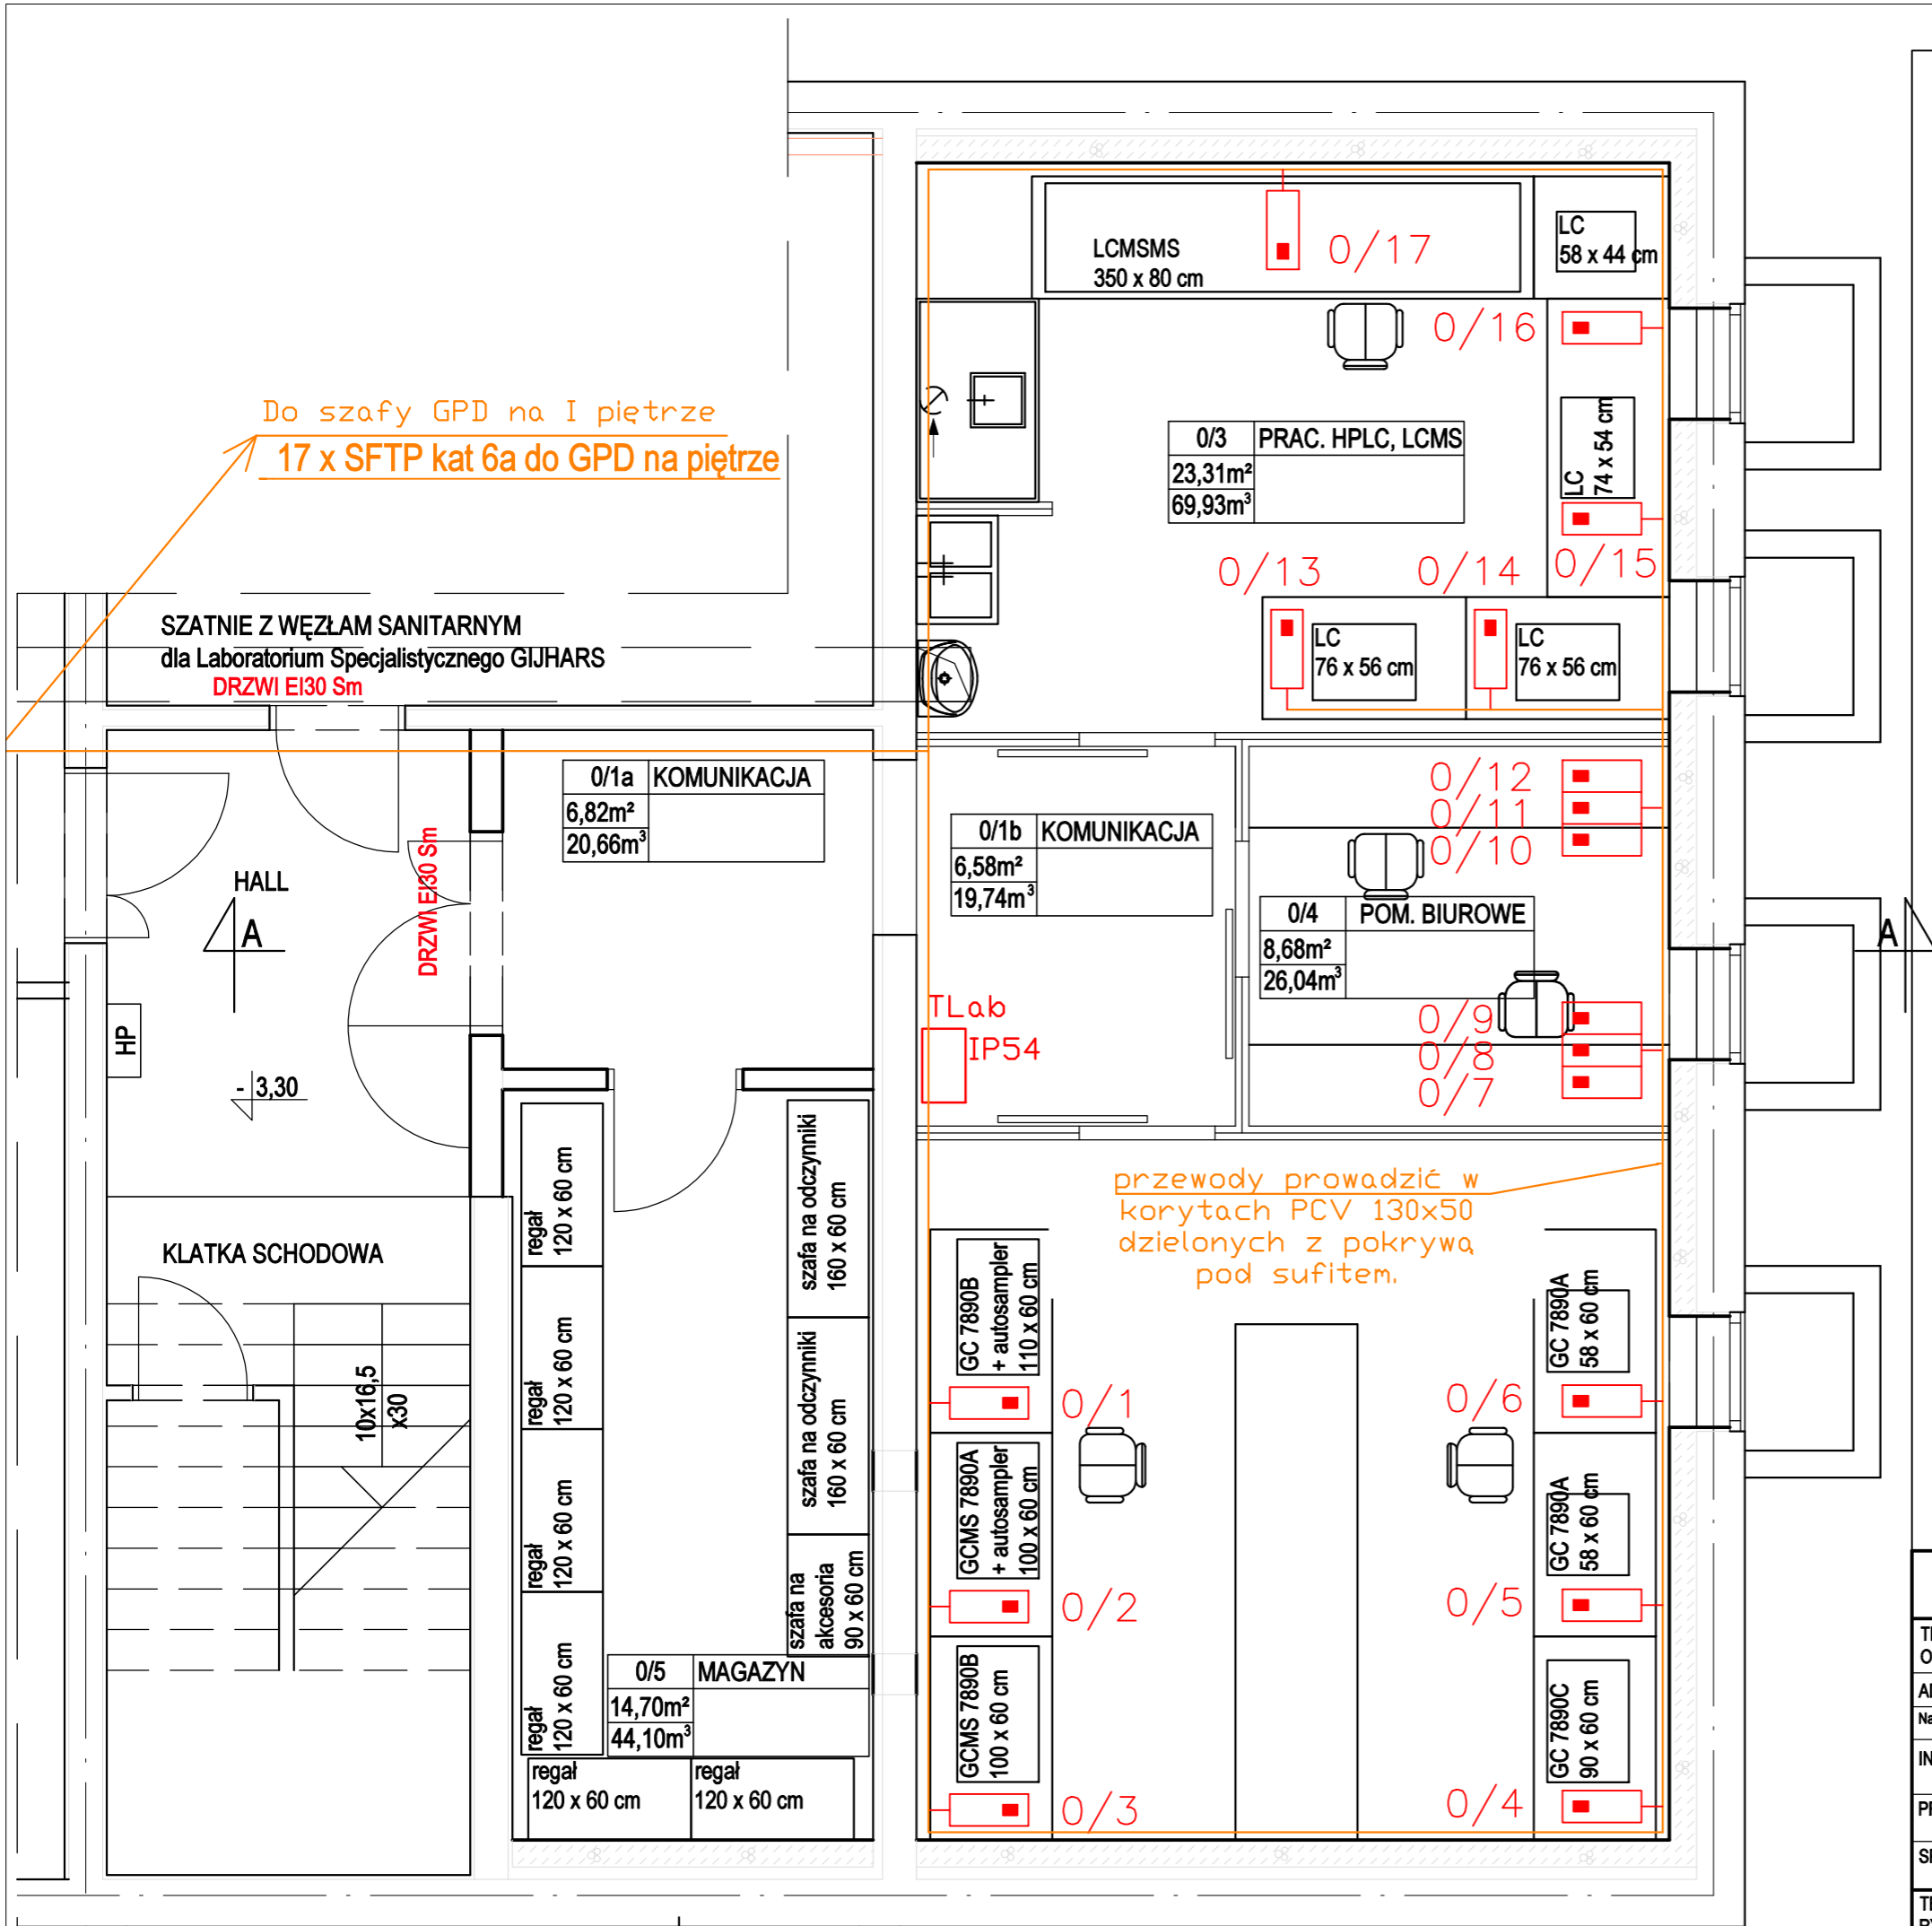 LCMSMS
350 x 80 cm
0/17
LC
58 x 44 cm
0/16
Do szafy GPD na I piętrze
17 x SFTP kat 6a do GPD na piętrze
0/3 PRAC. HPLC, LCMS
23,31m²
69,93m³
LC
74 x 54 cm
0/13
0/14
0/15
SZATNIE Z WĘZŁAM SANITARNYM
dla Laboratorium Specjalistycznego GIJHARS
DRZWI EI30 Sm
LC
76 x 56 cm
LC
76 x 56 cm
0/1a KOMUNIKACJA
6,82m²
20,66m³
0/12
0/11
0/10
0/1b KOMUNIKACJA
6,58m²
19,74m³
DRZWI EI30 Sm
HALL
A
0/4 POM. BIUROWE
8,68m²
26,04m³
A
TLab
IP54
0/9
0/8
0/7
HP
- 3,30
przewody prowadzić w
korytach PCV 130x50
dzielonych z pokrywą
pod sufitem.
KLATKA SCHODOWA
10x16,5
x30
regał
120 x 60 cm
regał
120 x 60 cm
regał
120 x 60 cm
regał
120 x 60 cm
szafa na odczynniki
160 x 60 cm
szafa na odczynniki
160 x 60 cm
szafa na
akcesoria
90 x 60 cm
0/5 MAGAZYN
14,70m²
44,10m³
regał
120 x 60 cm
regał
120 x 60 cm
GC 7890B
+ autosampler
110 x 60 cm
0/1
GCMS 7890A
+ autosampler
100 x 60 cm
0/2
GCMS 7890B
100 x 60 cm
0/3
GC 7890A
58 x 60 cm
0/6
GC 7890A
58 x 60 cm
0/5
GC 7890C
90 x 60 cm
0/4